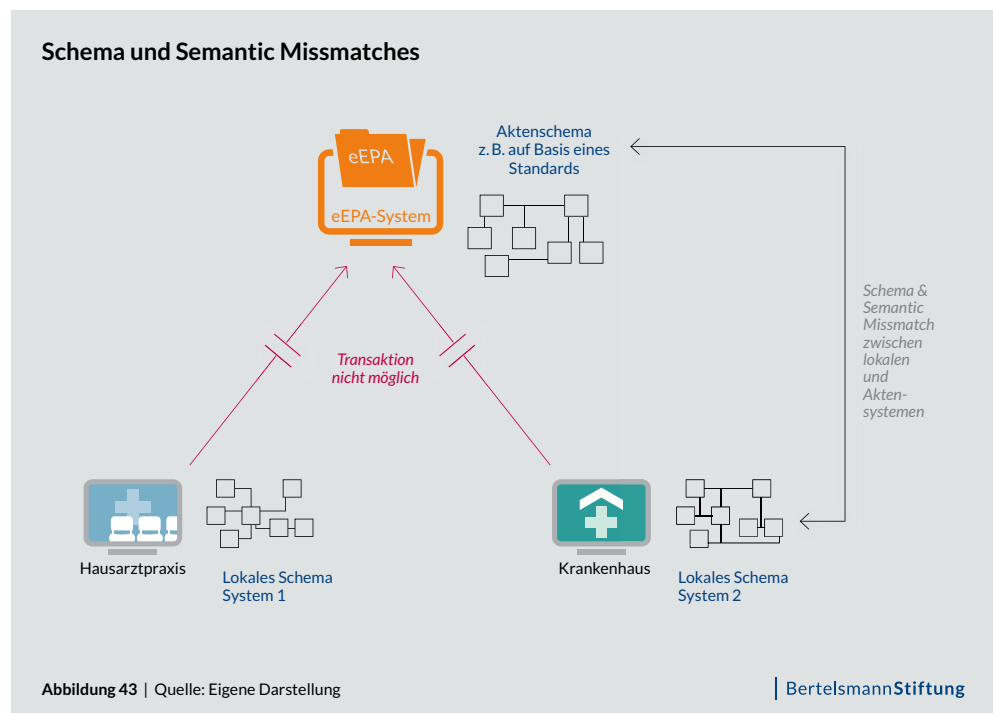 Schema und Semantic Missmatches
eEPA
eEPA-System
Aktenschema
z. B. auf Basis eines
Standards
Transaktion
nicht möglich
Schema &
Semantic
Missmatch
zwischen
lokalen
und
Akten-
systemen
Hausarztpraxis
Lokales Schema
System 1
Krankenhaus
Lokales Schema
System 2
Abbildung 43 | Quelle: Eigene Darstellung
BertelsmannStiftung